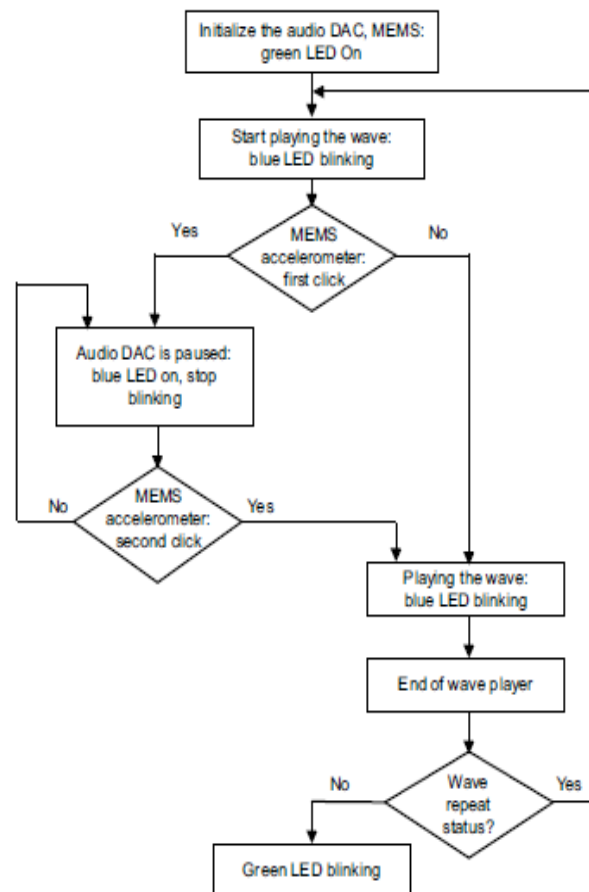 Initialize the audio DAC, MEMS:
green LED On
Start playing the wave:
blue LED blinking
Yes
MEMS
accelerometer:
first click
No
Audio DAC is paused:
blue LED on, stop
blinking
No
MEMS
accelerometer:
second click
Yes
Playing the wave:
blue LED blinking
End of wave player
No
Wave
repeat
status?
Yes
Green LED blinking